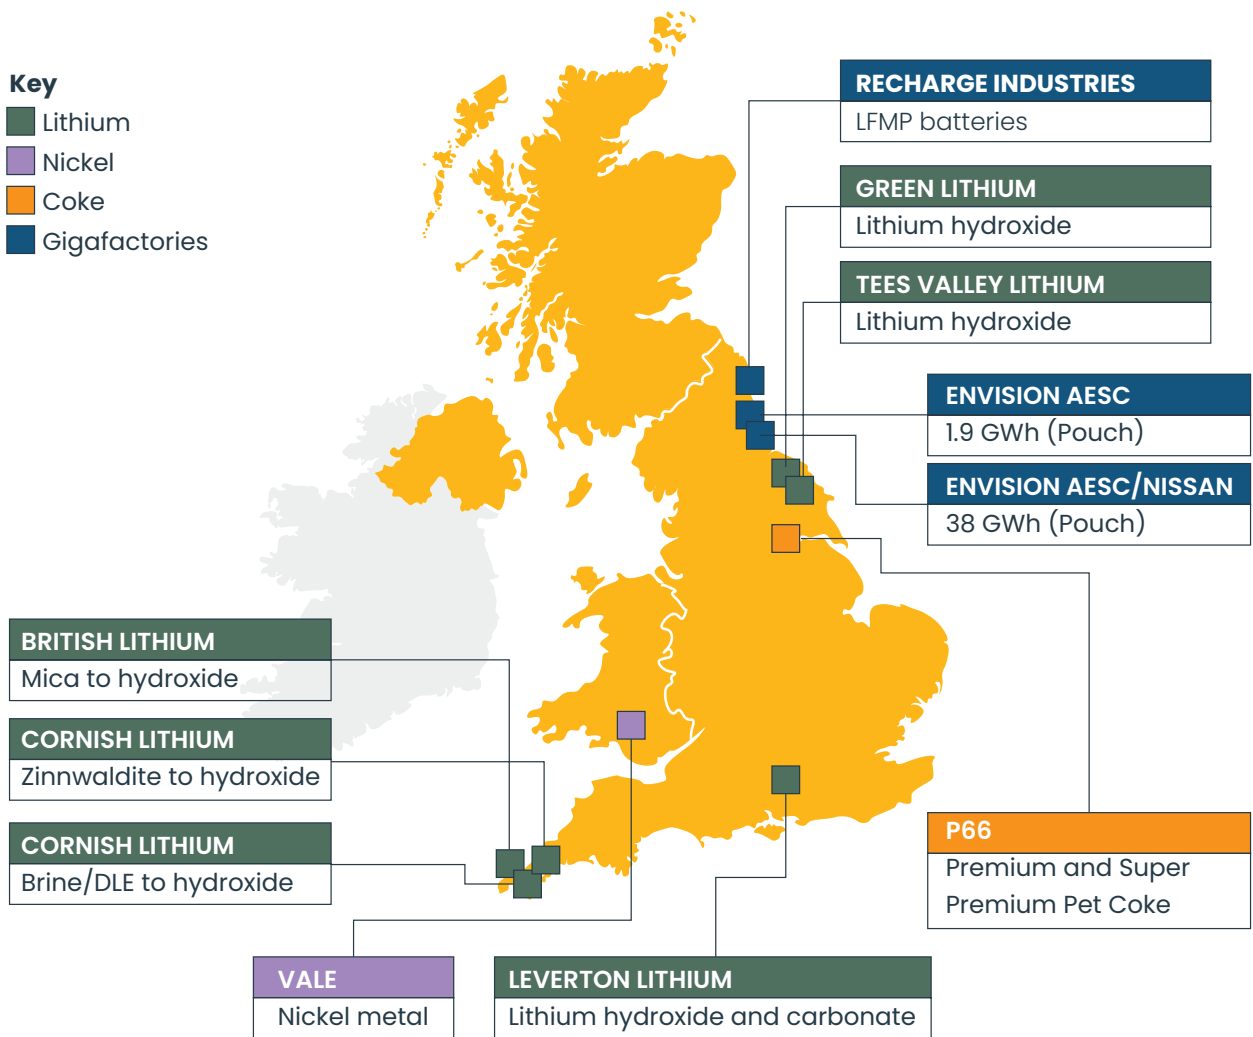 Key
Lithium
Nickel
Coke
Gigafactories
RECHARGE INDUSTRIES
LFMP batteries
GREEN LITHIUM
Lithium hydroxide
TEES VALLEY LITHIUM
Lithium hydroxide
ENVISION AESC
1.9 GWh (Pouch)
ENVISION AESC/NISSAN
38 GWh (Pouch)
BRITISH LITHIUM
Mica to hydroxide
CORNISH LITHIUM
Zinnwaldite to hydroxide
CORNISH LITHIUM
Brine/DLE to hydroxide
P66
Premium and Super
Premium Pet Coke
VALE
Nickel metal
LEVERTON LITHIUM
Lithium hydroxide and carbonate